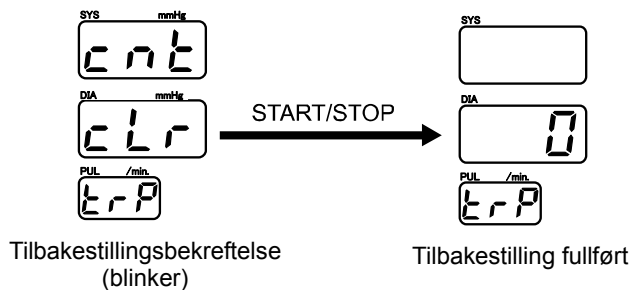 SYS mmHg
cnt
DIA mmHg
cLr
PUL /min.
trP
Tilbakestillingsbekreftelse
(blinker)
START/STOP
SYS
DIA
0
PUL /min.
trP
Tilbakestilling fullført